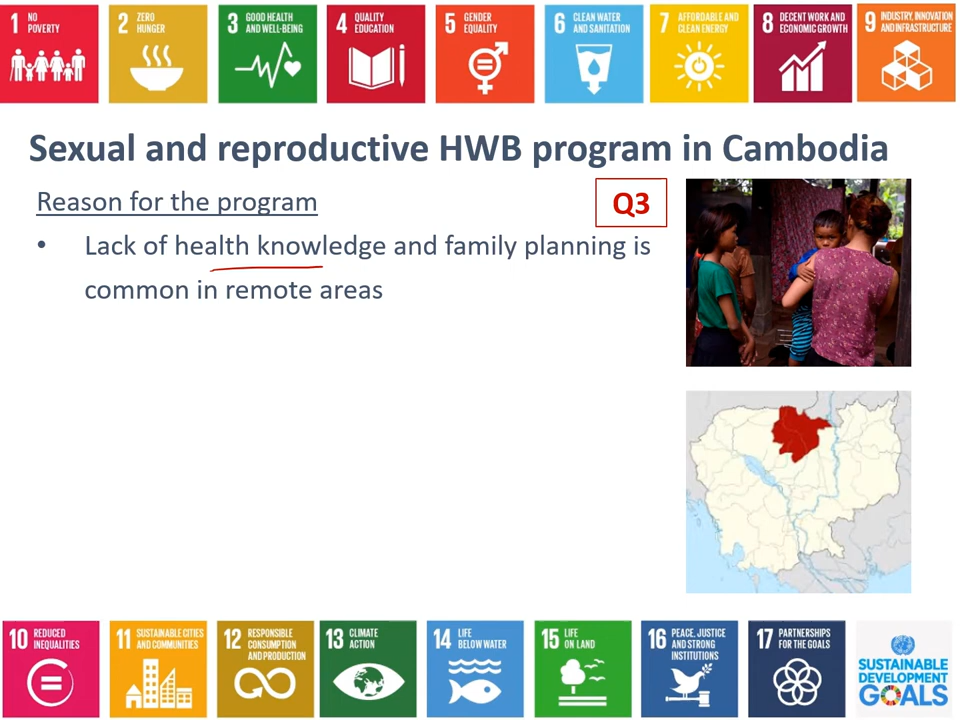 1 NO POVERTY
2 ZERO HUNGER
3 GOOD HEALTH AND WELL-BEING
4 QUALITY EDUCATION
5 GENDER EQUALITY
6 CLEAN WATER AND SANITATION
7 AFFORDABLE AND CLEAN ENERGY
8 DECENT WORK AND ECONOMIC GROWTH
9 INDUSTRY, INNOVATION AND INFRASTRUCTURE
Sexual and reproductive HWB program in Cambodia
Reason for the program
Q3
• Lack of health knowledge and family planning is
common in remote areas
10 REDUCED INEQUALITIES
11 SUSTAINABLE CITIES AND COMMUNITIES
12 RESPONSIBLE CONSUMPTION AND PRODUCTION
13 CLIMATE ACTION
14 LIFE BELOW WATER
15 LIFE ON LAND
16 PEACE, JUSTICE AND STRONG INSTITUTIONS
17 PARTNERSHIPS FOR THE GOALS
SUSTAINABLE
DEVELOPMENT
GOALS